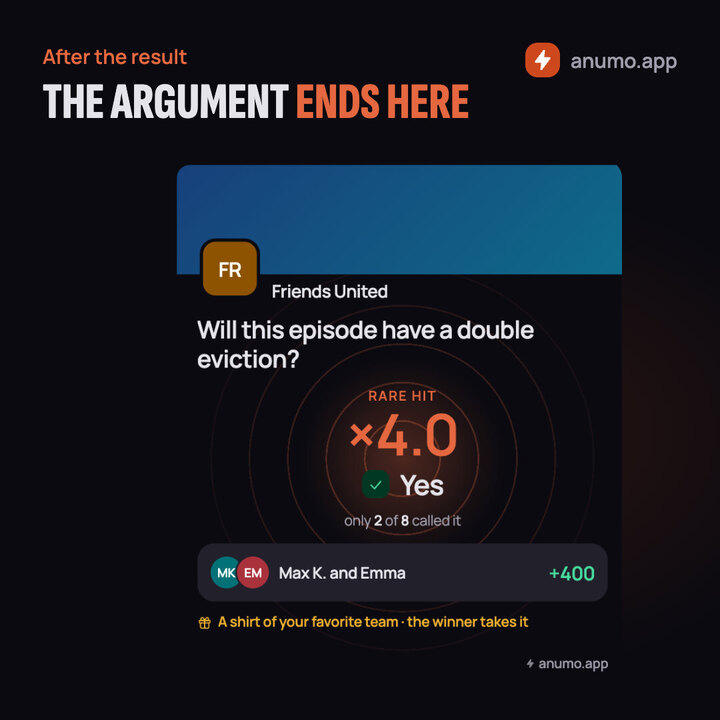 After the result
anumo.app
THE ARGUMENT ENDS HERE
FR
Friends United
Will this episode have a double
eviction?
RARE HIT
×4.0
Yes
only 2 of 8 called it
MK EM Max K. and Emma +400
A shirt of your favorite team · the winner takes it
anumo.app